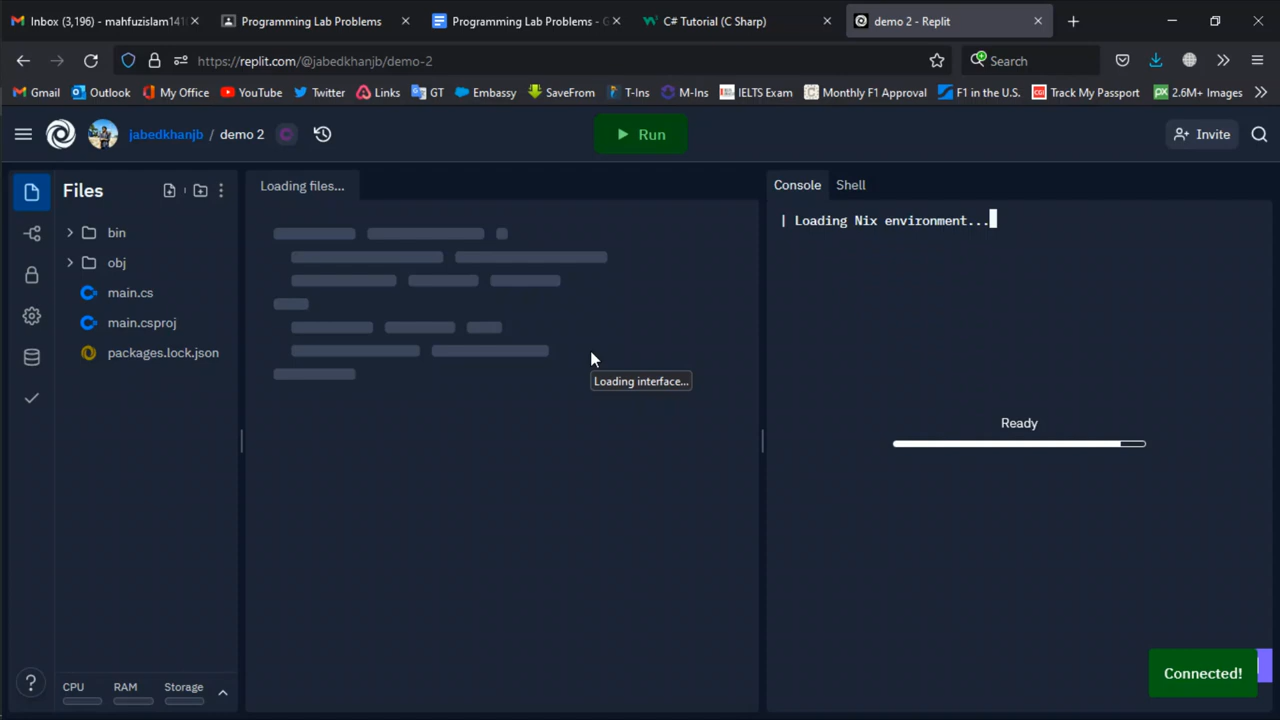 Inbox (3,196) - mahfuzislam141
Programming Lab Problems
Programming Lab Problems - G
C# Tutorial (C Sharp)
demo 2 - Replit
https://replit.com/@jabedkhanjb/demo-2
Search
Gmail
Outlook
My Office
YouTube
Twitter
Links
GT
Embassy
SaveFrom
T-Ins
M-Ins
IELTS Exam
Monthly F1 Approval
F1 in the U.S.
Track My Passport
2.6M+ Images
jabedkhanjb / demo 2
Run
Invite
Files
Loading files...
Console
Shell
| Loading Nix environment...
bin
obj
main.cs
main.csproj
packages.lock.json
Loading interface...
Ready
Connected!
CPU
RAM
Storage